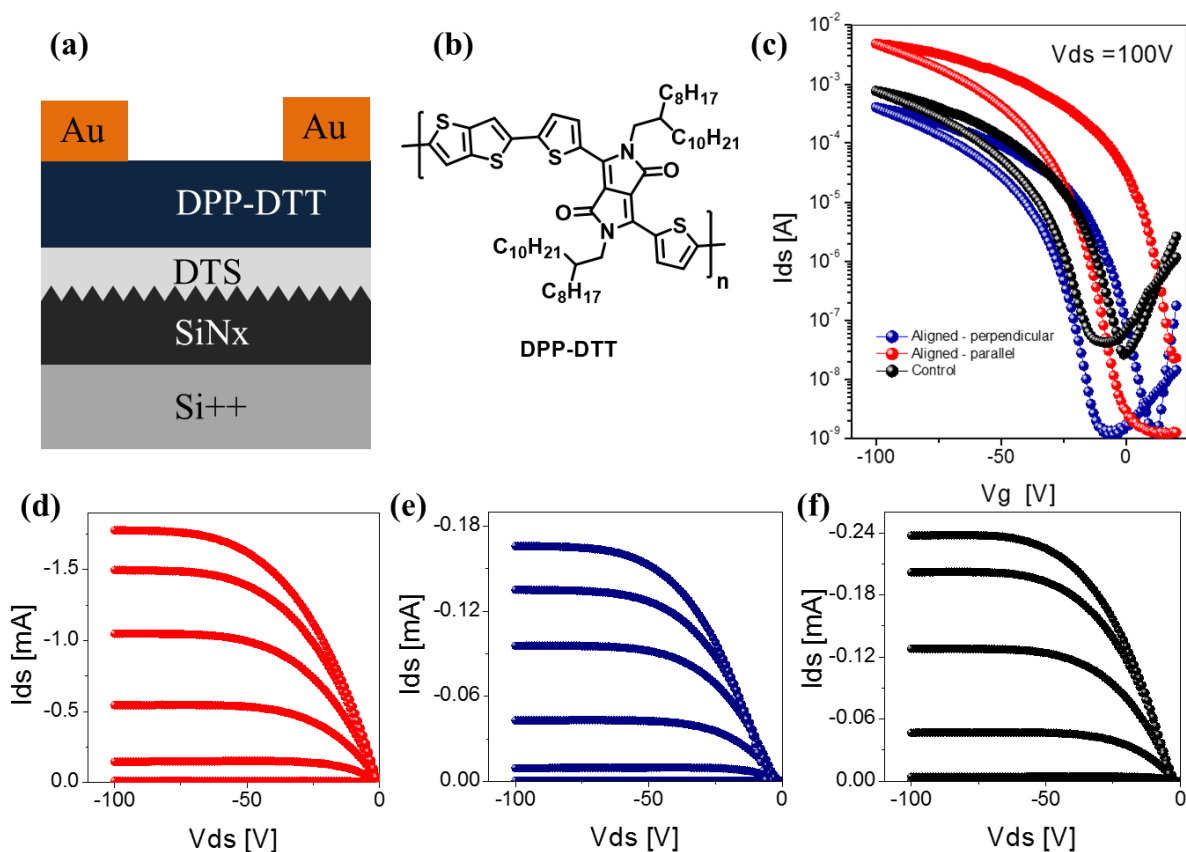 (a)
Au
Au
DPP-DTT
DTS
SiNx
Si++
(b)
C8H17
C10H21
S
S
S
N
O
O
N
S
n
C10H21
C8H17
DPP-DTT
(c)
Vds =100V
Ids [A]
10-2
10-3
10-4
10-5
10-6
10-7
10-8
10-9
Aligned - perpendicular
Aligned - parallel
Control
-100
-50
0
Vg [V]
(d)
Ids [mA]
-1.5
-1.0
-0.5
0.0
-100
-50
0
Vds [V]
(e)
Ids [mA]
-0.18
-0.12
-0.06
0.00
-100
-50
0
Vds [V]
(f)
Ids [mA]
-0.24
-0.18
-0.12
-0.06
0.00
-100
-50
0
Vds [V]